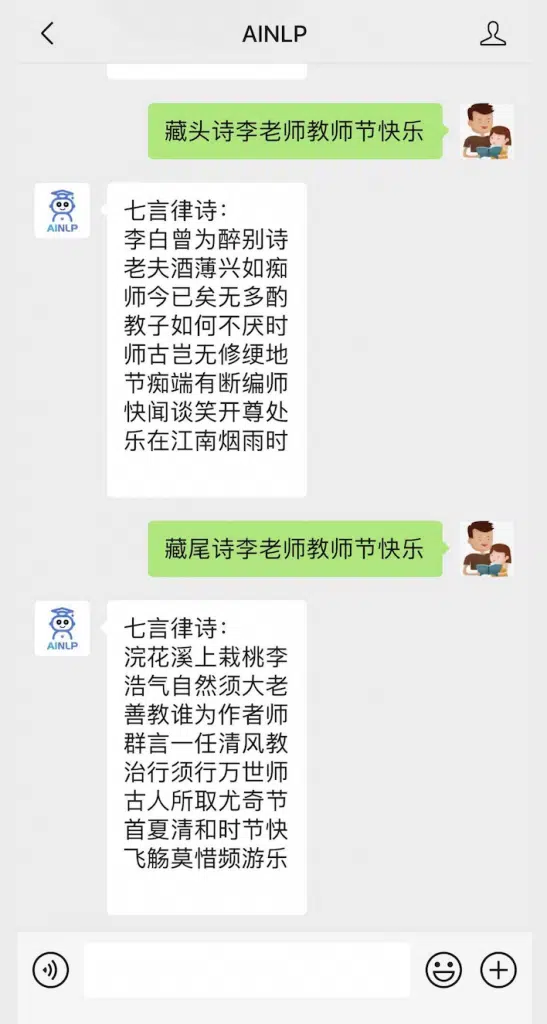 AINLP
藏头诗李老师教师节快乐
AINLP
七言律诗：
李白曾为醉别诗
老夫酒薄兴如痴
师今已矣无多酌
教子如何不厌时
师古岂无修绠地
节痴端有断编师
快闻谈笑开尊处
乐在江南烟雨时
藏尾诗李老师教师节快乐
AINLP
七言律诗：
浣花溪上栽桃李
浩气自然须大老
善教谁为作者师
群言一任清风教
治行须行万世师
古人所取尤奇节
首夏清和时节快
飞觞莫惜频游乐